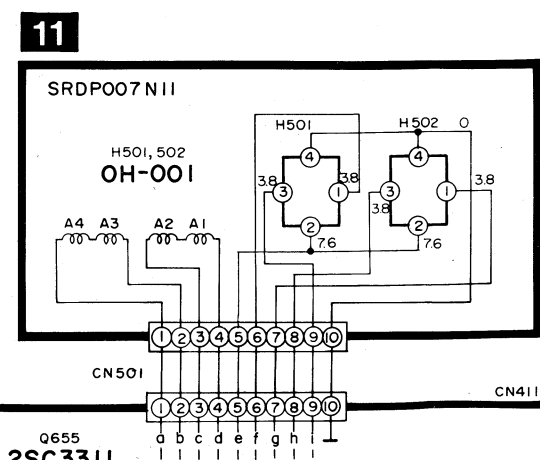 11
SRDP007N11
H501 H502 0
H501, 502
OH-001
4 4
3.8 3 1 3.8 3 1 3.8
3.8
2 2
7.6 7.6
A4 A3 A2 A1
1 2 3 4 5 6 7 8 9 10
CN501
CN411
1 2 3 4 5 6 7 8 9 10
a b c d e f g h i
Q655
2SC3311